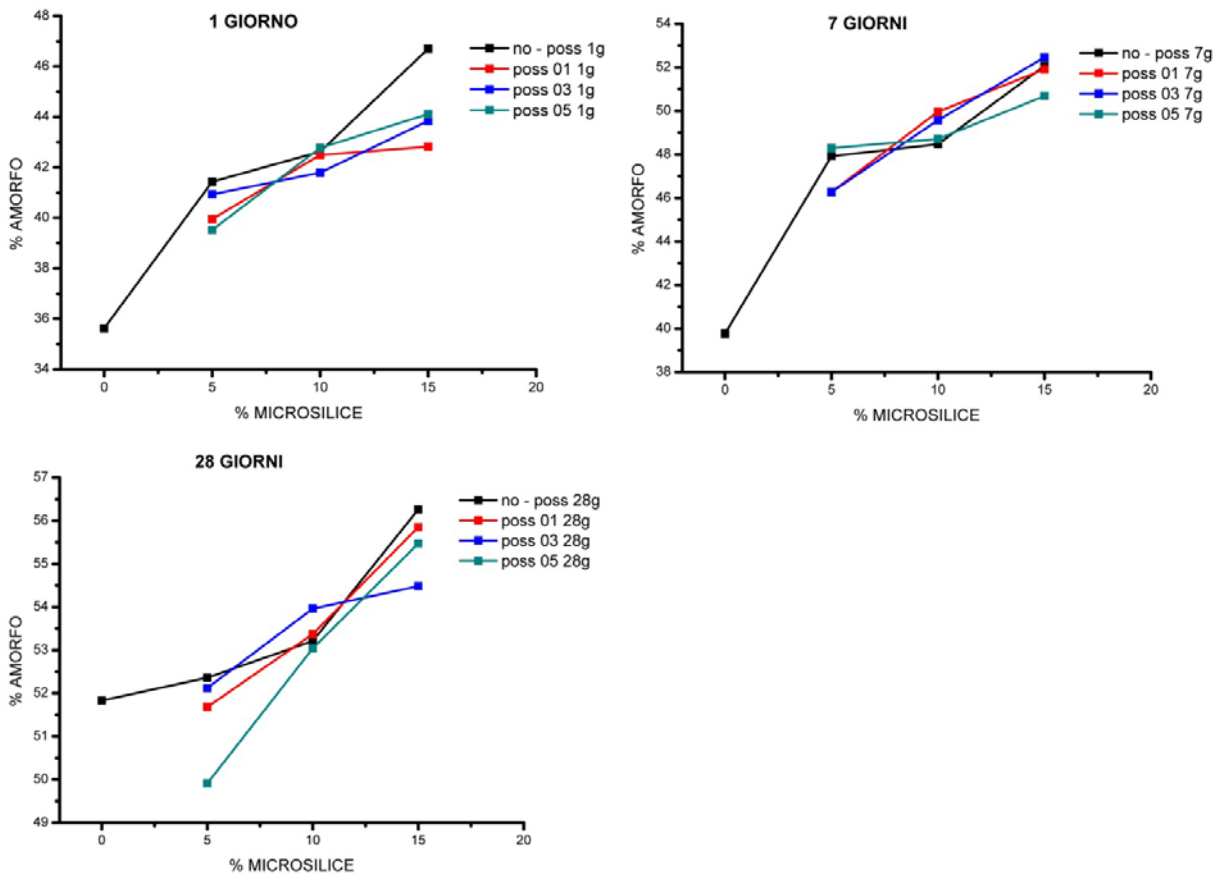 1 GIORNO
no - poss 1g
poss 01 1g
poss 03 1g
poss 05 1g
% AMORFO
48
46
44
42
40
38
36
34
0 5 10 15 20
% MICROSILICE
7 GIORNI
no - poss 7g
poss 01 7g
poss 03 7g
poss 05 7g
% AMORFO
54
52
50
48
46
44
42
40
38
0 5 10 15 20
% MICROSILICE
28 GIORNI
no - poss 28g
poss 01 28g
poss 03 28g
poss 05 28g
% AMORFO
57
56
55
54
53
52
51
50
49
0 5 10 15 20
% MICROSILICE